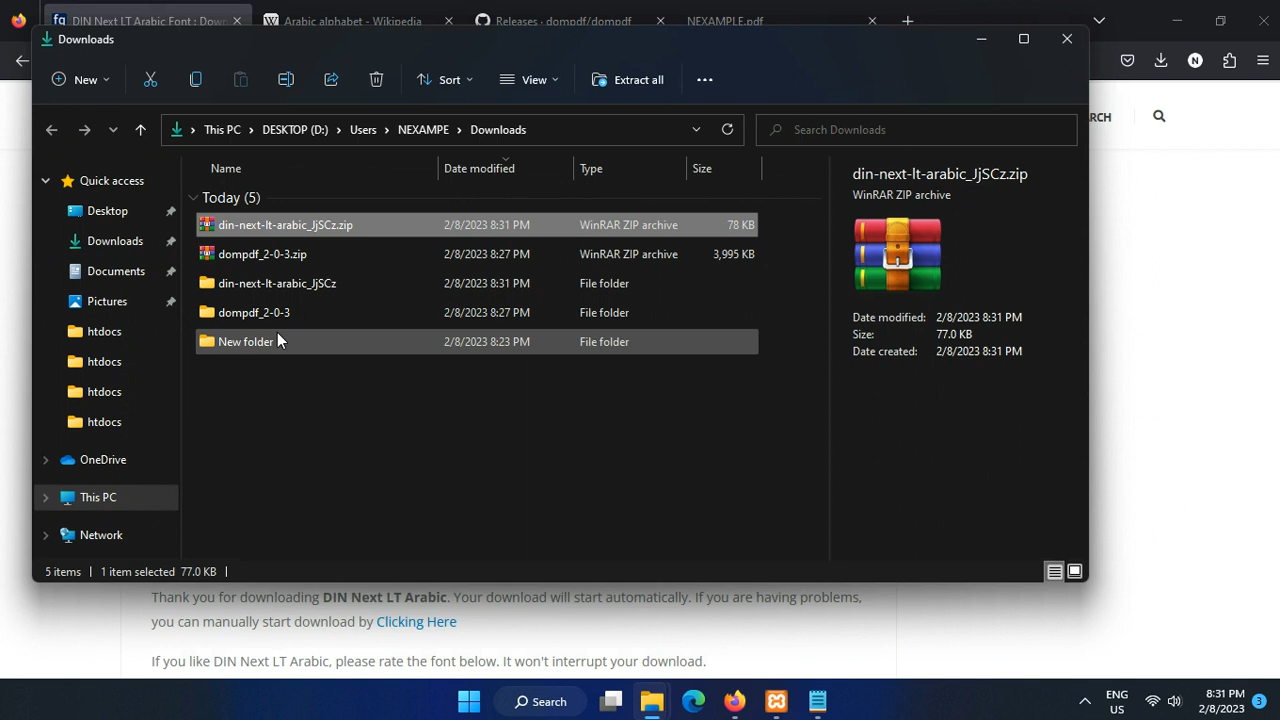 DIN Next LT Arabic Font : Dow
Arabic alphabet - Wikipedia
Releases · dompdf/dompdf
NEXAMPLE.pdf
Downloads
New
Sort
View
Extract all
This PC
DESKTOP (D:)
Users
NEXAMPE
Downloads
Search Downloads
ARCH
Name
Date modified
Type
Size
Quick access
Desktop
Downloads
Documents
Pictures
htdocs
htdocs
htdocs
htdocs
OneDrive
This PC
Network
Today (5)
din-next-lt-arabic_JjSCz.zip 2/8/2023 8:31 PM WinRAR ZIP archive 78 KB
dompdf_2-0-3.zip 2/8/2023 8:27 PM WinRAR ZIP archive 3,995 KB
din-next-lt-arabic_JjSCz 2/8/2023 8:31 PM File folder
dompdf_2-0-3 2/8/2023 8:27 PM File folder
New folder 2/8/2023 8:23 PM File folder
din-next-lt-arabic_JjSCz.zip
WinRAR ZIP archive
Date modified: 2/8/2023 8:31 PM
Size: 77.0 KB
Date created: 2/8/2023 8:31 PM
5 items
1 item selected 77.0 KB
Thank you for downloading DIN Next LT Arabic. Your download will start automatically. If you are having problems,
you can manually start download by Clicking Here
If you like DIN Next LT Arabic, please rate the font below. It won't interrupt your download.
Search
ENG
US
8:31 PM
2/8/2023
3